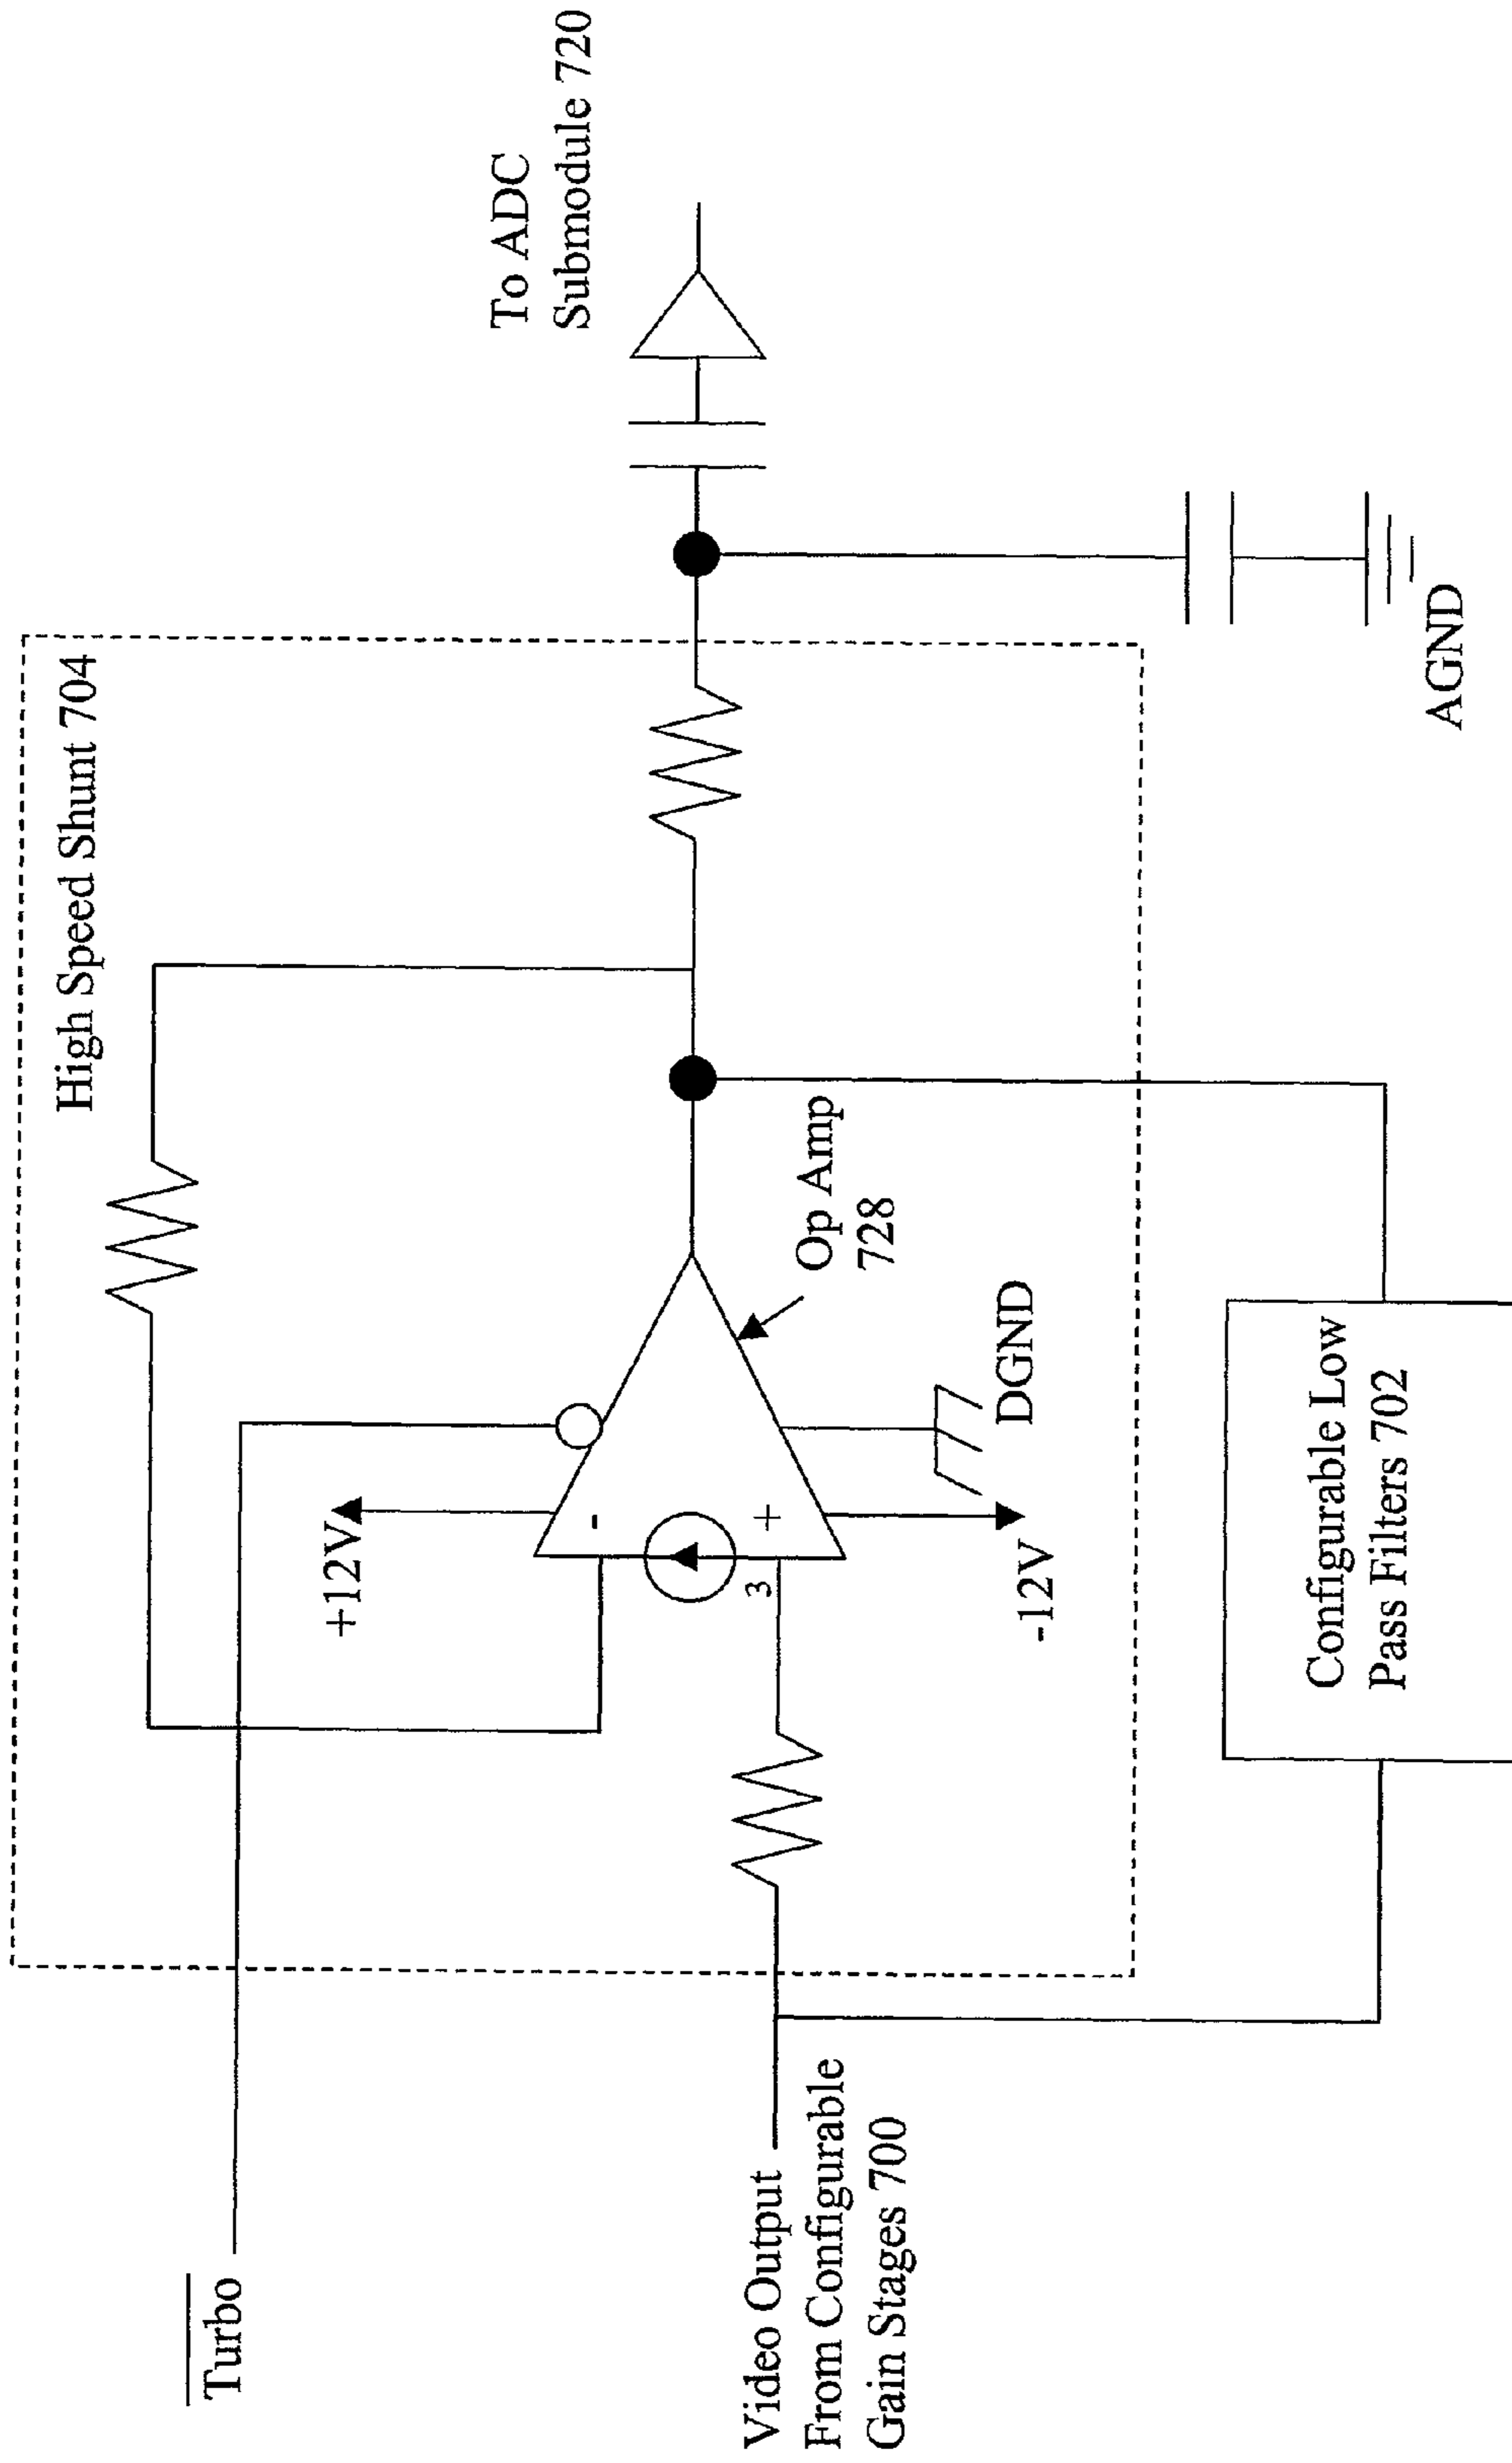 High Speed Shunt 704
To ADC
Submodule 720
Turbo
+12V
-
+
3
Op Amp
728
DGND
-12V
Video Output
From Configurable
Gain Stages 700
Configurable Low
Pass Filters 702
AGND